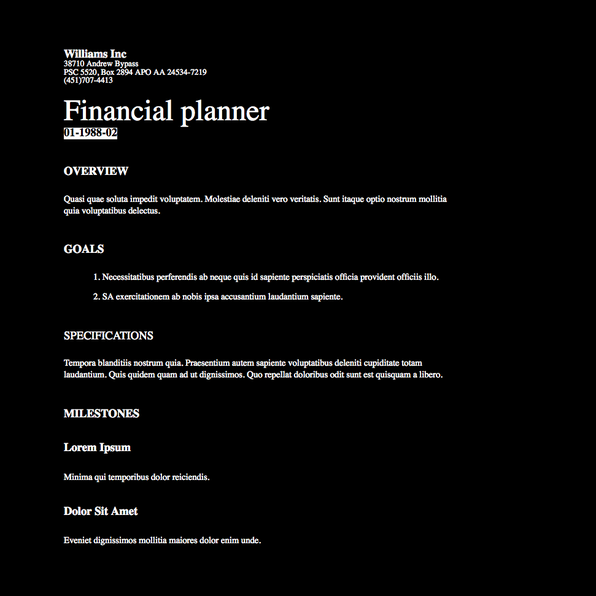 Williams Inc
38710 Andrew Bypass
PSC 5520, Box 2894 APO AA 24534-7219
(451)707-4413
Financial planner
01-1988-02
OVERVIEW
Quasi quae soluta impedit voluptatem. Molestiae deleniti vero veritatis. Sunt itaque optio nostrum mollitia
quia voluptatibus delectus.
GOALS
1. Necessitatibus perferendis ab neque quis id sapiente perspiciatis officia provident officiis illo.
2. SA exercitationem ab nobis ipsa accusantium laudantium sapiente.
SPECIFICATIONS
Tempora blanditiis nostrum quia. Praesentium autem sapiente voluptatibus deleniti cupiditate totam
laudantium. Quis quidem quam ad ut dignissimos. Quo repellat doloribus odit sunt est quisquam a libero.
MILESTONES
Lorem Ipsum
Minima qui temporibus dolor reiciendis.
Dolor Sit Amet
Eveniet dignissimos mollitia maiores dolor enim unde.